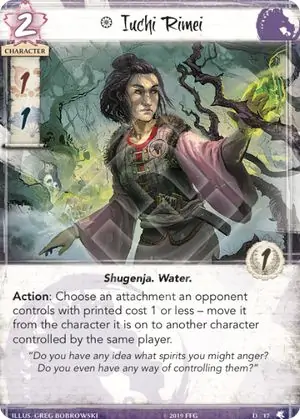 2
Iuchi Rimei
CHARACTER
1
1
Shugenja. Water.
1
Action: Choose an attachment an opponent
controls with printed cost 1 or less – move it
from the character it is on to another character
controlled by the same player.
"Do you have any idea what spirits you might anger?
Do you even have any way of controlling them?"
ILLUS. GREG BOBROWSKI
© 2019 FFG